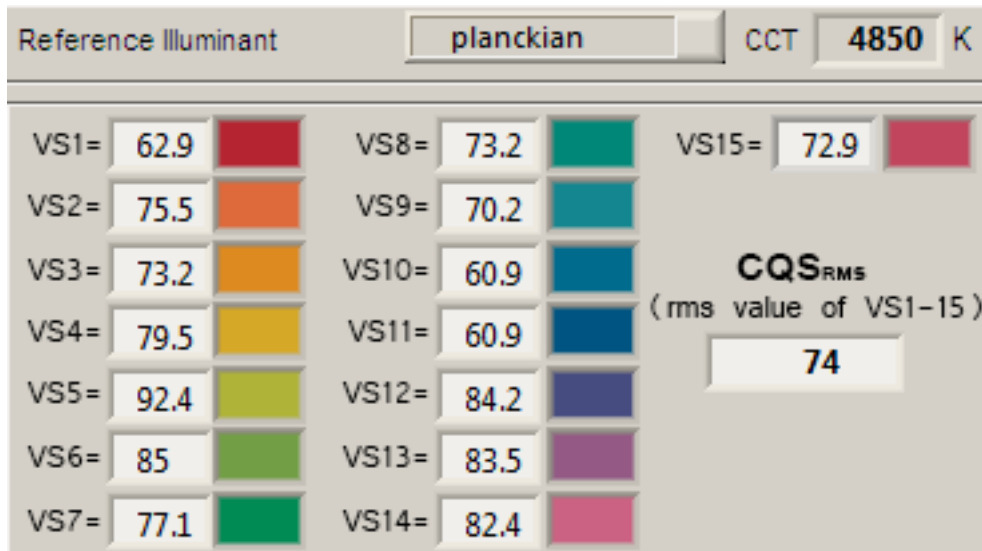 Reference Illuminant planckian CCT 4850 K
VS1= 62.9 VS8= 73.2 VS15= 72.9
VS2= 75.5 VS9= 70.2
VS3= 73.2 VS10= 60.9 CQSRMS
VS4= 79.5 VS11= 60.9 (rms value of VS1-15)
VS5= 92.4 VS12= 84.2 74
VS6= 85 VS13= 83.5
VS7= 77.1 VS14= 82.4